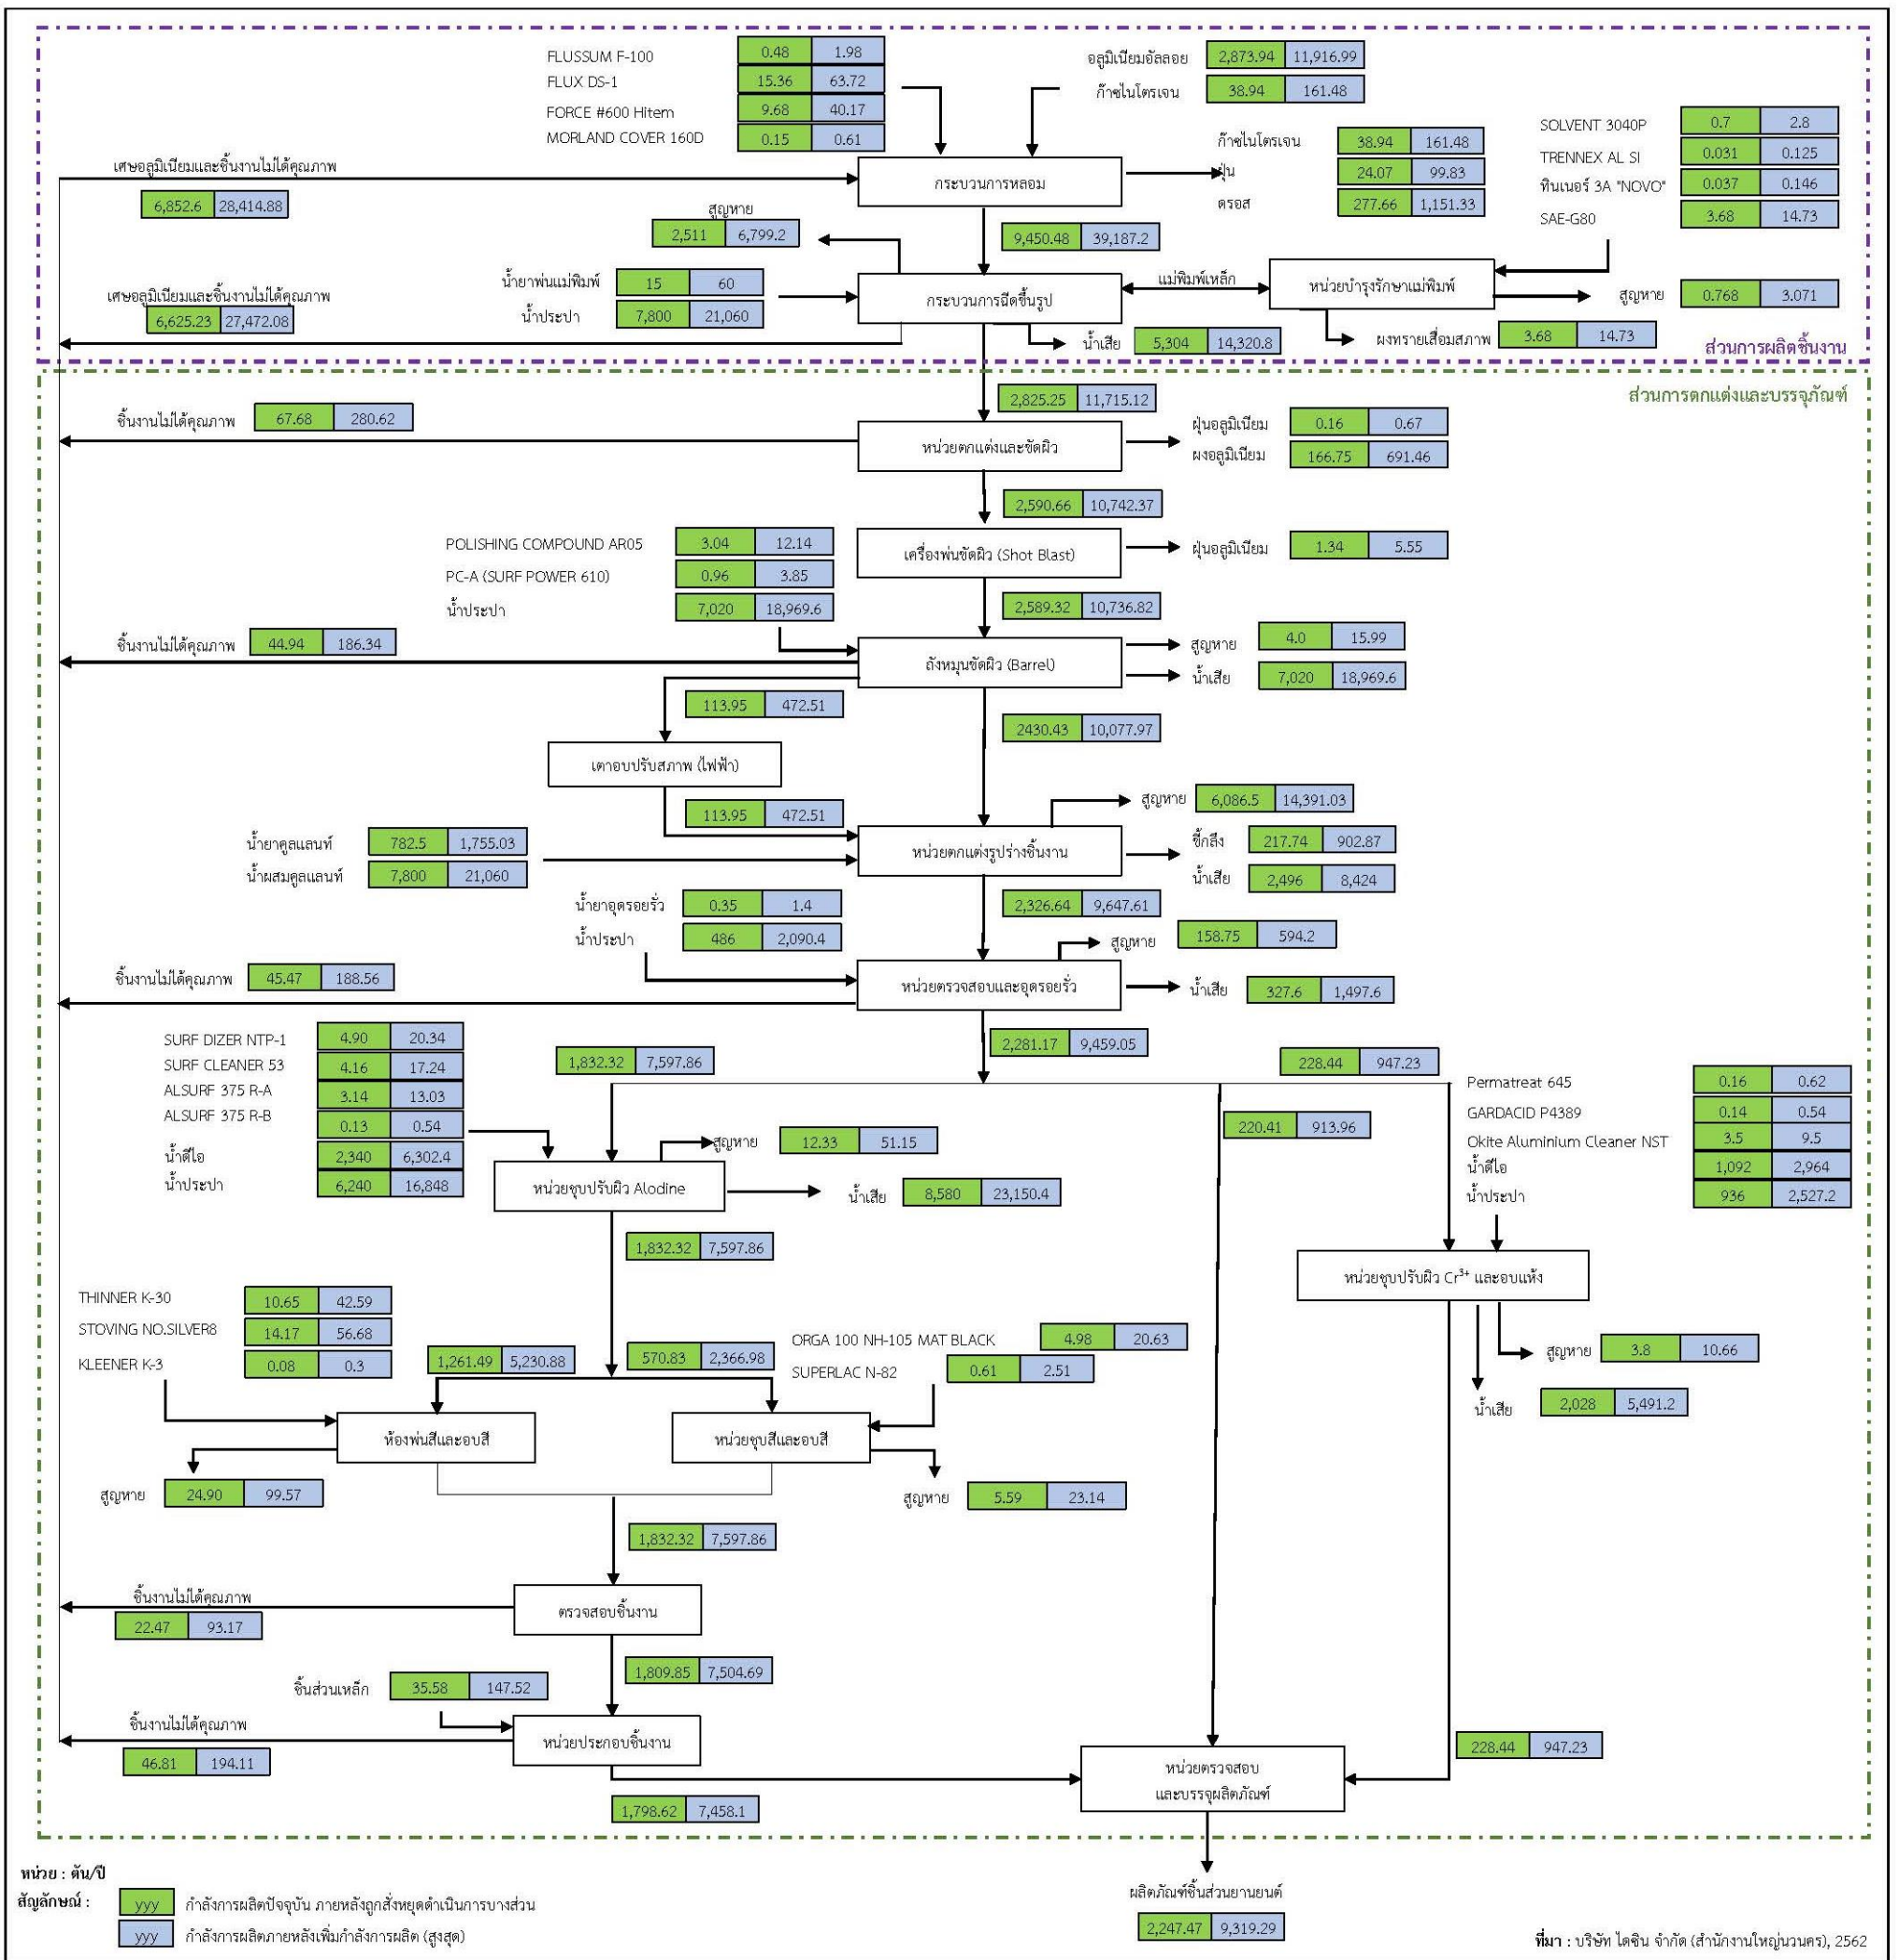 FLUSSUM F-100 0.48 1.98
FLUX DS-1 15.36 63.72
FORCE #600 Hitem 9.68 40.17
MORLAND COVER 160D 0.15 0.61
อลูมิเนียมอัลลอย 2,873.94 11,916.99
ก๊าซไนโตรเจน 38.94 161.48
SOLVENT 3040P 0.7 2.8
TRENNEX AL SI 0.031 0.125
ทินเนอร์ 3A "NOVO" 0.037 0.146
SAE-G80 3.68 14.73
ก๊าซไนโตรเจน 38.94 161.48
ฝุ่น 24.07 99.83
ดรอส 277.66 1,151.33
เศษอลูมิเนียมและชิ้นงานไม่ได้คุณภาพ
6,852.6 28,414.88
กระบวนการหลอม
สูญหาย
2,511 6,799.2
9,450.48 39,187.2
น้ำยาพ่นแม่พิมพ์ 15 60
น้ำประปา 7,800 21,060
กระบวนการฉีดขึ้นรูป
แม่พิมพ์เหล็ก
หน่วยบำรุงรักษาแม่พิมพ์
สูญหาย 0.768 3.071
เศษอลูมิเนียมและชิ้นงานไม่ได้คุณภาพ
6,625.23 27,472.08
น้ำเสีย 5,304 14,320.8
ผงทรายเสื่อมสภาพ 3.68 14.73
ส่วนการผลิตชิ้นงาน
ส่วนการตกแต่งและบรรจุภัณฑ์
2,825.25 11,715.12
ชิ้นงานไม่ได้คุณภาพ 67.68 280.62
หน่วยตกแต่งและขัดผิว
ฝุ่นอลูมิเนียม 0.16 0.67
ผงอลูมิเนียม 166.75 691.46
2,590.66 10,742.37
POLISHING COMPOUND AR05 3.04 12.14
PC-A (SURF POWER 610) 0.96 3.85
น้ำประปา 7,020 18,969.6
เครื่องพ่นขัดผิว (Shot Blast)
ฝุ่นอลูมิเนียม 1.34 5.55
2,589.32 10,736.82
ชิ้นงานไม่ได้คุณภาพ 44.94 186.34
ถังหมุนขัดผิว (Barrel)
สูญหาย 4.0 15.99
น้ำเสีย 7,020 18,969.6
113.95 472.51
2430.43 10,077.97
เตาอบปรับสภาพ (ไฟฟ้า)
113.95 472.51
สูญหาย 6,086.5 14,391.03
น้ำยาคูลแลนท์ 782.5 1,755.03
น้ำผสมคูลแลนท์ 7,800 21,060
หน่วยตกแต่งรูปร่างชิ้นงาน
ขี้กลึง 217.74 902.87
น้ำเสีย 2,496 8,424
น้ำยาอุดรอยรั่ว 0.35 1.4
น้ำประปา 486 2,090.4
2,326.64 9,647.61
สูญหาย 158.75 594.2
ชิ้นงานไม่ได้คุณภาพ 45.47 188.56
หน่วยตรวจสอบและอุดรอยรั่ว
น้ำเสีย 327.6 1,497.6
2,281.17 9,459.05
SURF DIZER NTP-1 4.90 20.34
SURF CLEANER 53 4.16 17.24
ALSURF 375 R-A 3.14 13.03
ALSURF 375 R-B 0.13 0.54
น้ำดีไอ 2,340 6,302.4
น้ำประปา 6,240 16,848
1,832.32 7,597.86
228.44 947.23
220.41 913.96
Permatreat 645 0.16 0.62
GARDACID P4389 0.14 0.54
Okite Aluminium Cleaner NST 3.5 9.5
น้ำดีไอ 1,092 2,964
น้ำประปา 936 2,527.2
สูญหาย 12.33 51.15
หน่วยชุบปรับผิว Alodine
น้ำเสีย 8,580 23,150.4
1,832.32 7,597.86
หน่วยชุบปรับผิว Cr³⁺ และอบแห้ง
THINNER K-30 10.65 42.59
STOVING NO.SILVER8 14.17 56.68
KLEENER K-3 0.08 0.3
1,261.49 5,230.88
570.83 2,366.98
ORGA 100 NH-105 MAT BLACK 4.98 20.63
SUPERLAC N-82 0.61 2.51
สูญหาย 3.8 10.66
น้ำเสีย 2,028 5,491.2
ห้องพ่นสีและอบสี
หน่วยชุบสีและอบสี
สูญหาย 24.90 99.57
สูญหาย 5.59 23.14
1,832.32 7,597.86
ชิ้นงานไม่ได้คุณภาพ
22.47 93.17
ตรวจสอบชิ้นงาน
1,809.85 7,504.69
ชิ้นส่วนเหล็ก 35.58 147.52
ชิ้นงานไม่ได้คุณภาพ
46.81 194.11
หน่วยประกอบชิ้นงาน
228.44 947.23
หน่วยตรวจสอบ
และบรรจุผลิตภัณฑ์
1,798.62 7,458.1
หน่วย : ตัน/ปี
สัญลักษณ์ :
yyy กำลังการผลิตปัจจุบัน ภายหลังถูกสั่งหยุดดำเนินการบางส่วน
yyy กำลังการผลิตภายหลังเพิ่มกำลังการผลิต (สูงสุด)
ผลิตภัณฑ์ชิ้นส่วนยานยนต์
2,247.47 9,319.29
ที่มา : บริษัท ไดซิน จำกัด (สำนักงานใหญ่นวนคร), 2562